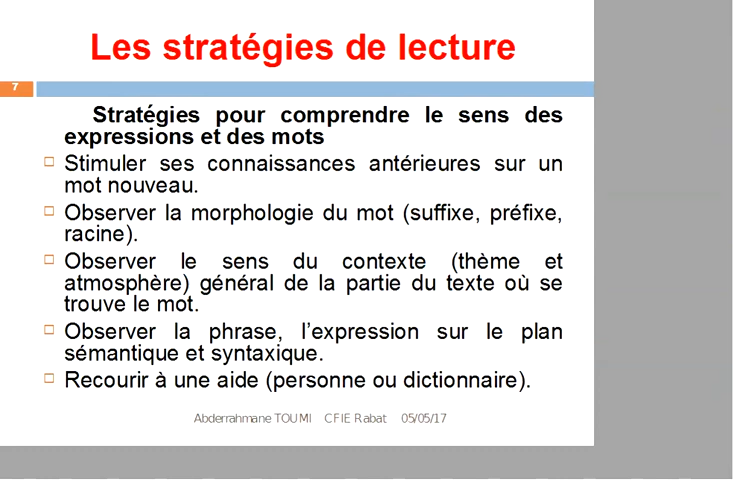 Les stratégies de lecture
7
Stratégies pour comprendre le sens des
expressions et des mots
Stimuler ses connaissances antérieures sur un
mot nouveau.
Observer la morphologie du mot (suffixe, préfixe,
racine).
Observer le sens du contexte (thème et
atmosphère) général de la partie du texte où se
trouve le mot.
Observer la phrase, l’expression sur le plan
sémantique et syntaxique.
Recourir à une aide (personne ou dictionnaire).
Abderrahmane TOUMI CFIE Rabat 05/05/17